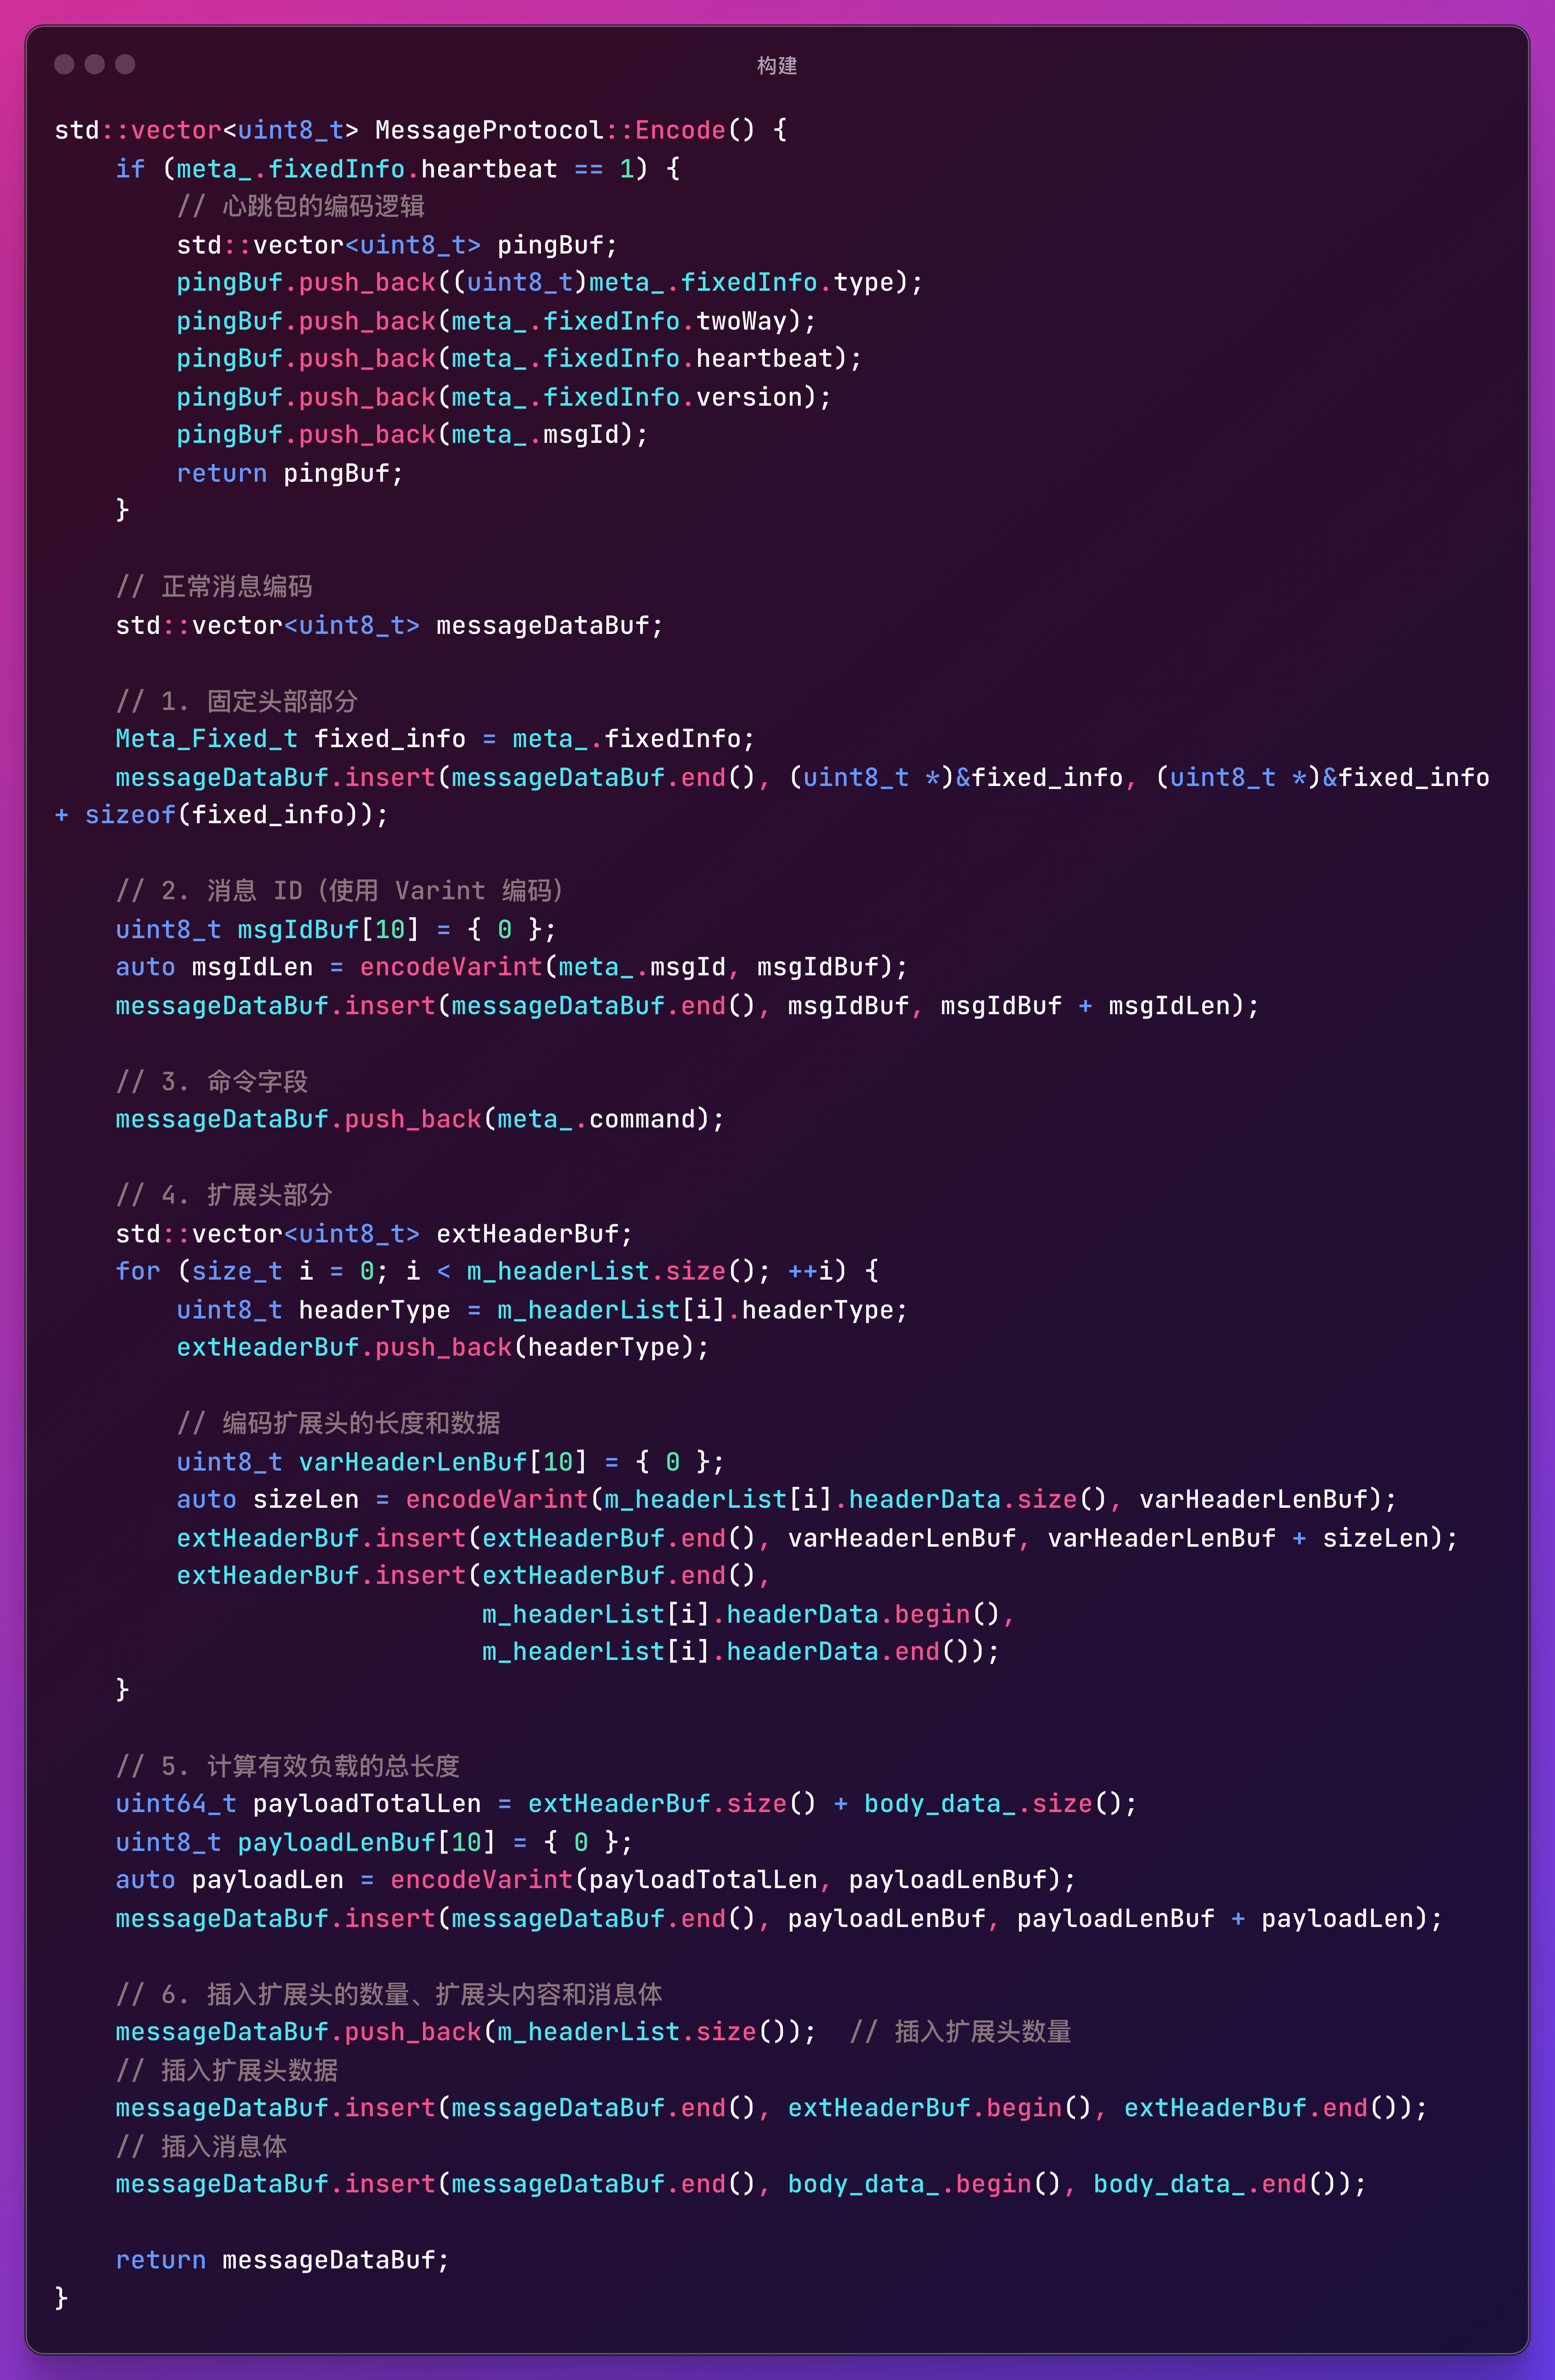 构建
std::vector<uint8_t> MessageProtocol::Encode() {
    if (meta_.fixedInfo.heartbeat == 1) {
        // 心跳包的编码逻辑
        std::vector<uint8_t> pingBuf;
        pingBuf.push_back((uint8_t)meta_.fixedInfo.type);
        pingBuf.push_back(meta_.fixedInfo.twoWay);
        pingBuf.push_back(meta_.fixedInfo.heartbeat);
        pingBuf.push_back(meta_.fixedInfo.version);
        pingBuf.push_back(meta_.msgId);
        return pingBuf;
    }

    // 正常消息编码
    std::vector<uint8_t> messageDataBuf;

    // 1. 固定头部部分
    Meta_Fixed_t fixed_info = meta_.fixedInfo;
    messageDataBuf.insert(messageDataBuf.end(), (uint8_t *)&fixed_info, (uint8_t *)&fixed_info
+ sizeof(fixed_info));

    // 2. 消息 ID（使用 Varint 编码）
    uint8_t msgIdBuf[10] = { 0 };
    auto msgIdLen = encodeVarint(meta_.msgId, msgIdBuf);
    messageDataBuf.insert(messageDataBuf.end(), msgIdBuf, msgIdBuf + msgIdLen);

    // 3. 命令字段
    messageDataBuf.push_back(meta_.command);

    // 4. 扩展头部分
    std::vector<uint8_t> extHeaderBuf;
    for (size_t i = 0; i < m_headerList.size(); ++i) {
        uint8_t headerType = m_headerList[i].headerType;
        extHeaderBuf.push_back(headerType);

        // 编码扩展头的长度和数据
        uint8_t varHeaderLenBuf[10] = { 0 };
        auto sizeLen = encodeVarint(m_headerList[i].headerData.size(), varHeaderLenBuf);
        extHeaderBuf.insert(extHeaderBuf.end(), varHeaderLenBuf, varHeaderLenBuf + sizeLen);
        extHeaderBuf.insert(extHeaderBuf.end(),
                            m_headerList[i].headerData.begin(),
                            m_headerList[i].headerData.end());
    }

    // 5. 计算有效负载的总长度
    uint64_t payloadTotalLen = extHeaderBuf.size() + body_data_.size();
    uint8_t payloadLenBuf[10] = { 0 };
    auto payloadLen = encodeVarint(payloadTotalLen, payloadLenBuf);
    messageDataBuf.insert(messageDataBuf.end(), payloadLenBuf, payloadLenBuf + payloadLen);

    // 6. 插入扩展头的数量、扩展头内容和消息体
    messageDataBuf.push_back(m_headerList.size());  // 插入扩展头数量
    // 插入扩展头数据
    messageDataBuf.insert(messageDataBuf.end(), extHeaderBuf.begin(), extHeaderBuf.end());
    // 插入消息体
    messageDataBuf.insert(messageDataBuf.end(), body_data_.begin(), body_data_.end());

    return messageDataBuf;
}